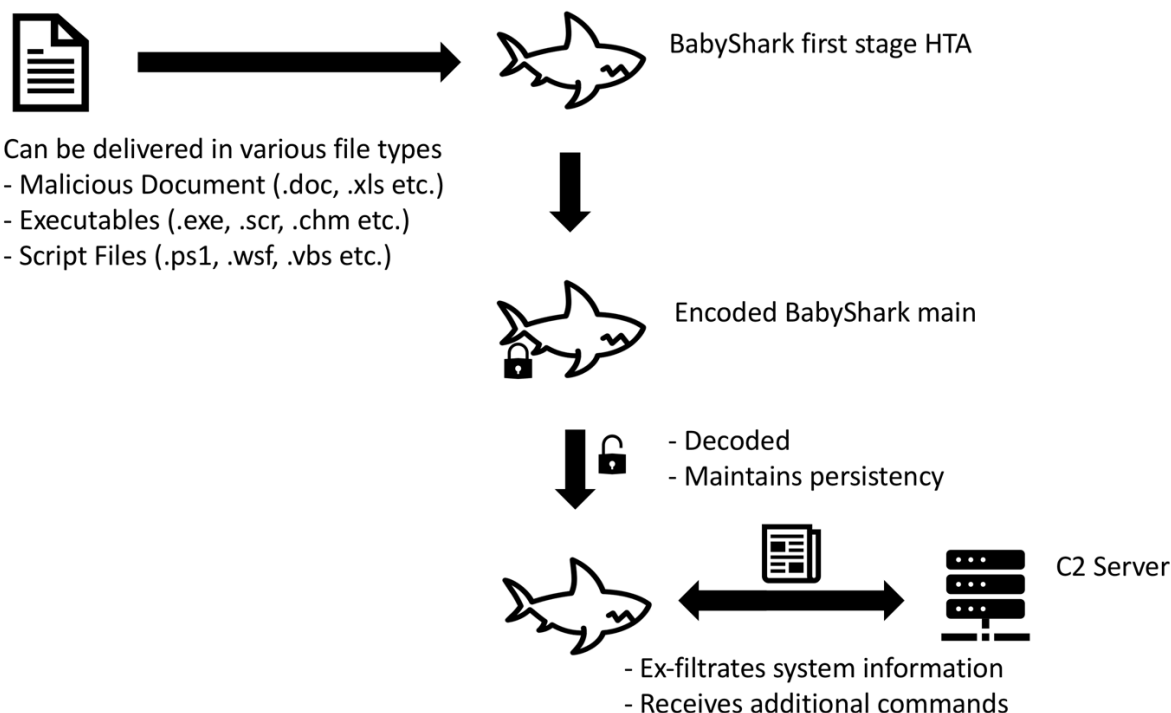 BabyShark first stage HTA
Can be delivered in various file types
- Malicious Document (.doc, .xls etc.)
- Executables (.exe, .scr, .chm etc.)
- Script Files (.ps1, .wsf, .vbs etc.)
Encoded BabyShark main
- Decoded
- Maintains persistency
C2 Server
- Ex-filtrates system information
- Receives additional commands